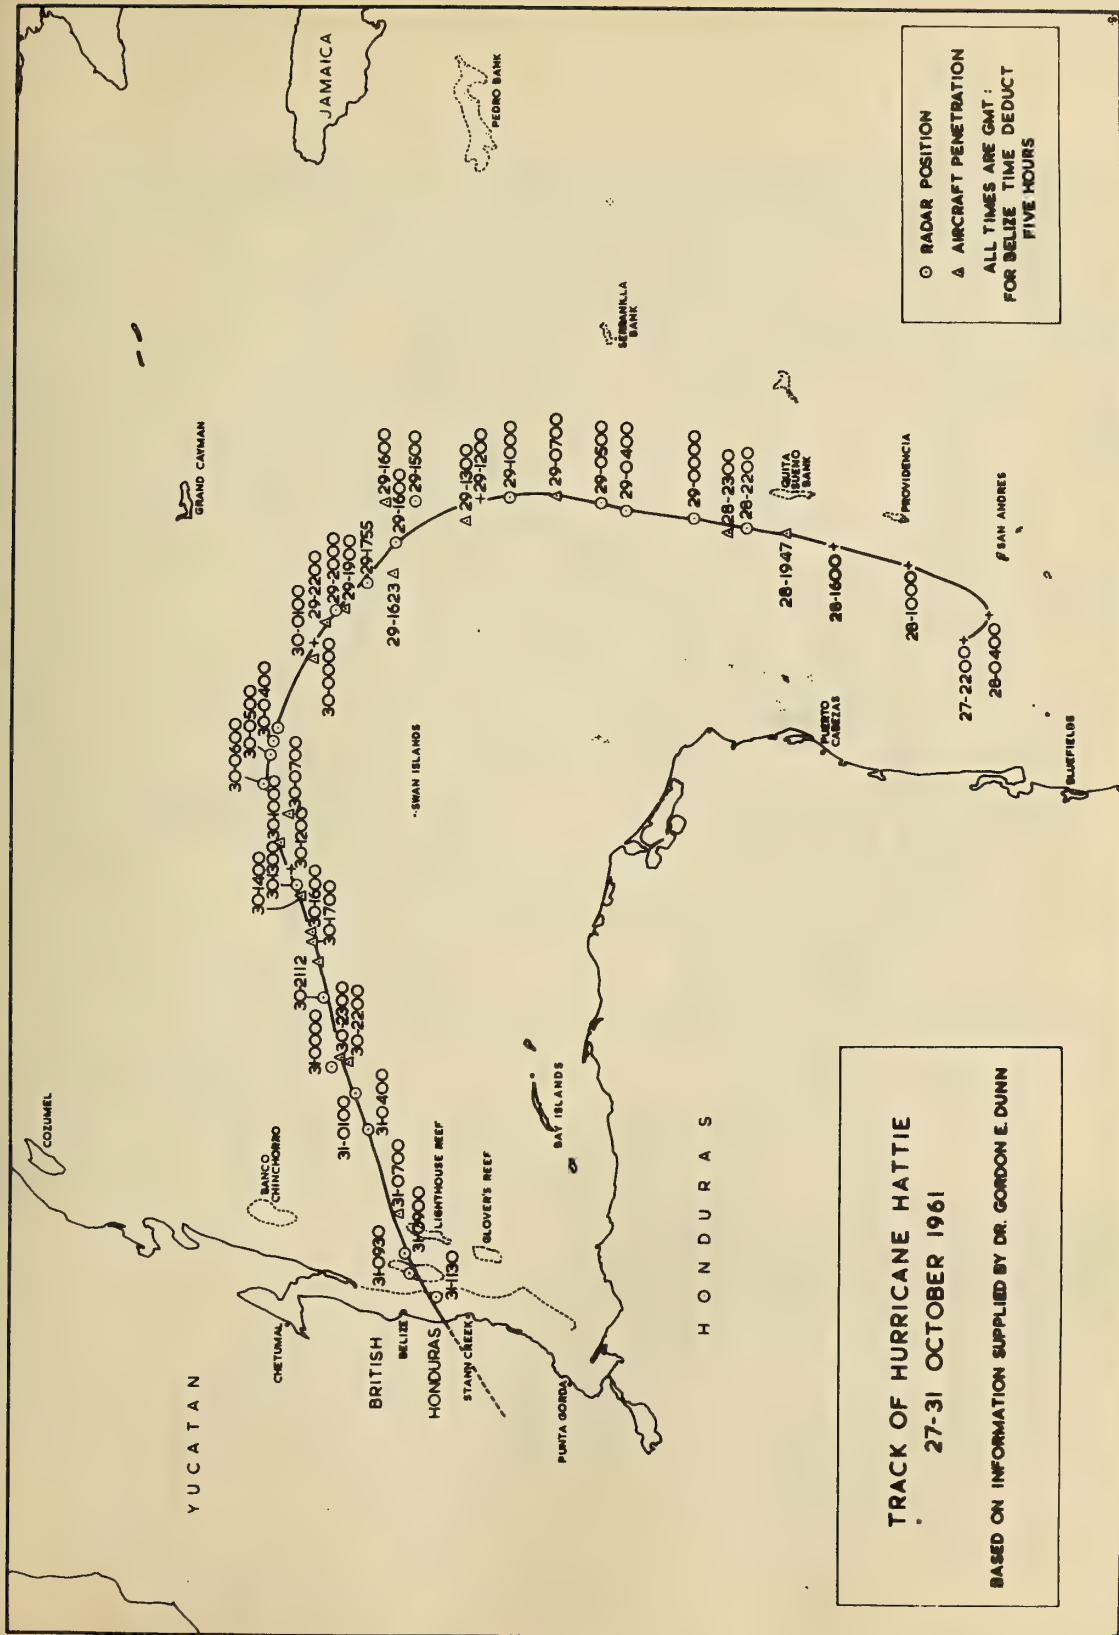 JAMAICA
PEDRO BANK
GRAND CAYMAN
COZUMEL
YUCATAN
CHETUMAL
BANCO
CHINCHORRO
BRITISH
HONDURAS
BELIZE
STANN CREEK
PUNTA GORDA
LIGHTHOUSE REEF
GLOVER'S REEF
BAY ISLANDS
SWAN ISLANDS
HONDURAS
PUERTO
CABEZAS
BLUEFIELDS
SAN ANDRES
PROVIDENCIA
QUITA
SUENO
BANK
BANK
27-2200
28-0400
28-1000
28-1600
28-1947
28-2200
28-2300
29-0000
29-0400
29-0500
29-0700
29-1000
29-1200
29-1300
29-1500
29-1600
29-1600
29-1623
29-1755
29-1900
29-2000
29-2200
30-0000
30-0100
30-0400
30-0500
30-0600
30-0700
30-1000
30-1200
30-1300
30-1400
30-1600
30-1700
30-2112
30-2200
30-2300
31-0000
31-0100
31-0400
31-0700
31-0900
31-0930
31-1130
⊙ RADAR POSITION
△ AIRCRAFT PENETRATION
ALL TIMES ARE GMT :
FOR BELIZE TIME DEDUCT
FIVE HOURS
TRACK OF HURRICANE HATTIE
27-31 OCTOBER 1961
BASED ON INFORMATION SUPPLIED BY DR. GORDON E. DUNN